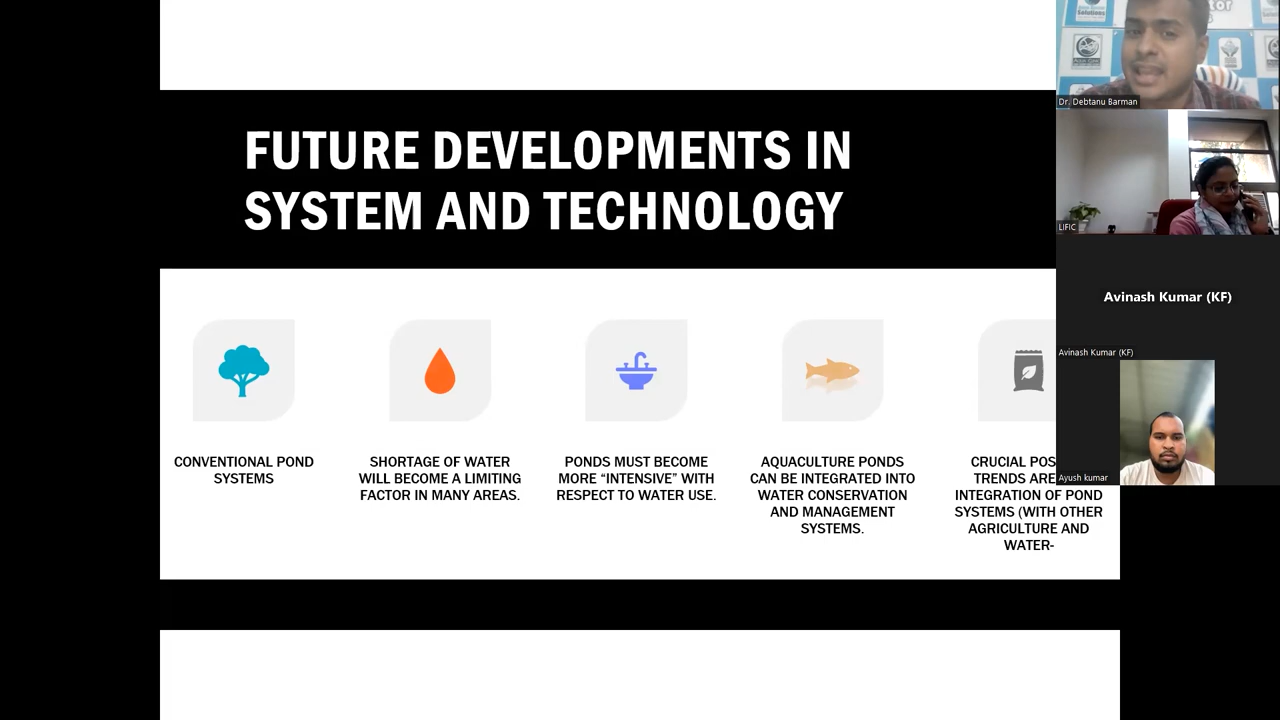 FUTURE DEVELOPMENTS IN
SYSTEM AND TECHNOLOGY
CONVENTIONAL POND
SYSTEMS
SHORTAGE OF WATER
WILL BECOME A LIMITING
FACTOR IN MANY AREAS.
PONDS MUST BECOME
MORE “INTENSIVE” WITH
RESPECT TO WATER USE.
AQUACULTURE PONDS
CAN BE INTEGRATED INTO
WATER CONSERVATION
AND MANAGEMENT
SYSTEMS.
CRUCIAL POS
TRENDS ARE
INTEGRATION OF POND
SYSTEMS (WITH OTHER
AGRICULTURE AND
WATER-
Solutions
Dr. Debtanu Barman
LIFIC
Avinash Kumar (KF)
Avinash Kumar (KF)
Ayush kumar